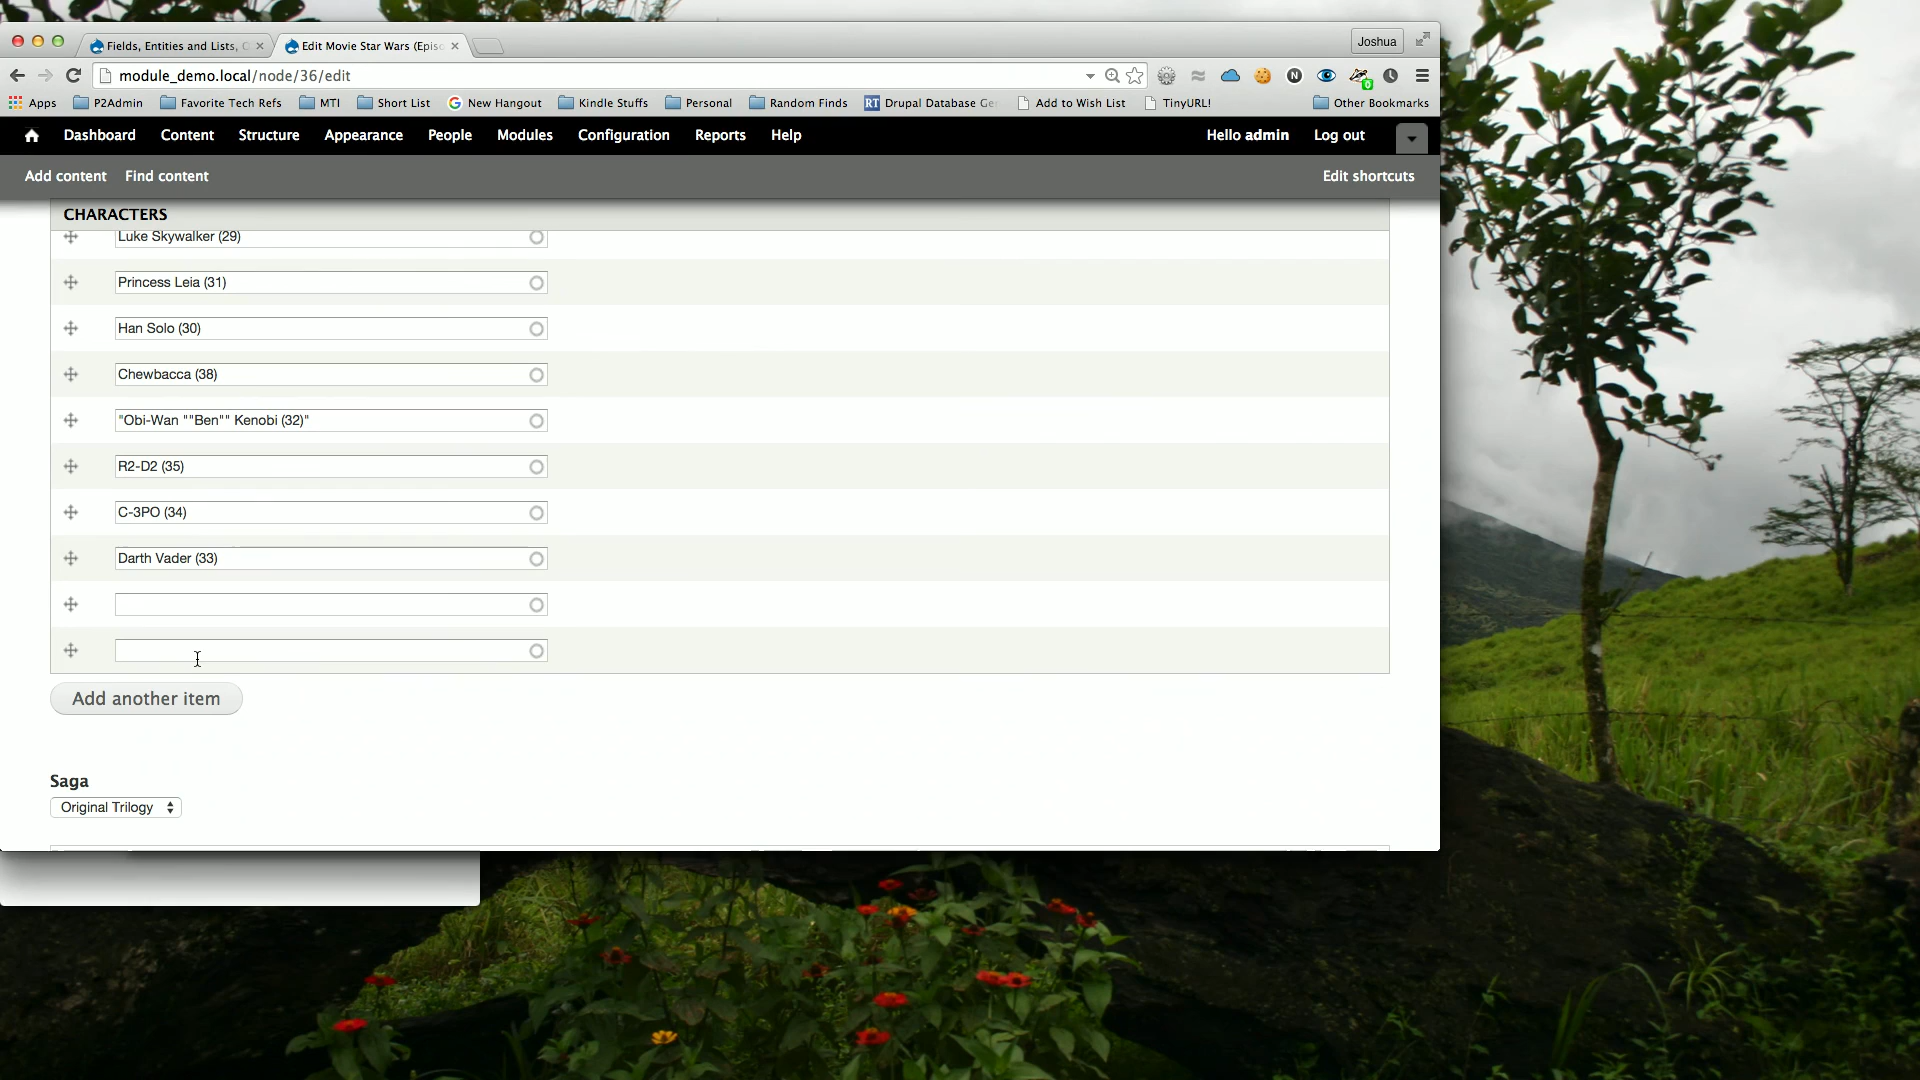 Fields, Entities and Lists,
Edit Movie Star Wars (Epis
Joshua
module_demo.local/node/36/edit
Apps
P2Admin
Favorite Tech Refs
MTI
Short List
New Hangout
Kindle Stuffs
Personal
Random Finds
RT Drupal Database Ge
Add to Wish List
TinyURL!
Other Bookmarks
Dashboard
Content
Structure
Appearance
People
Modules
Configuration
Reports
Help
Hello admin
Log out
Add content
Find content
Edit shortcuts
CHARACTERS
Luke Skywalker (29)
Princess Leia (31)
Han Solo (30)
Chewbacca (38)
"Obi-Wan ""Ben"" Kenobi (32)"
R2-D2 (35)
C-3PO (34)
Darth Vader (33)
Add another item
Saga
Original Trilogy